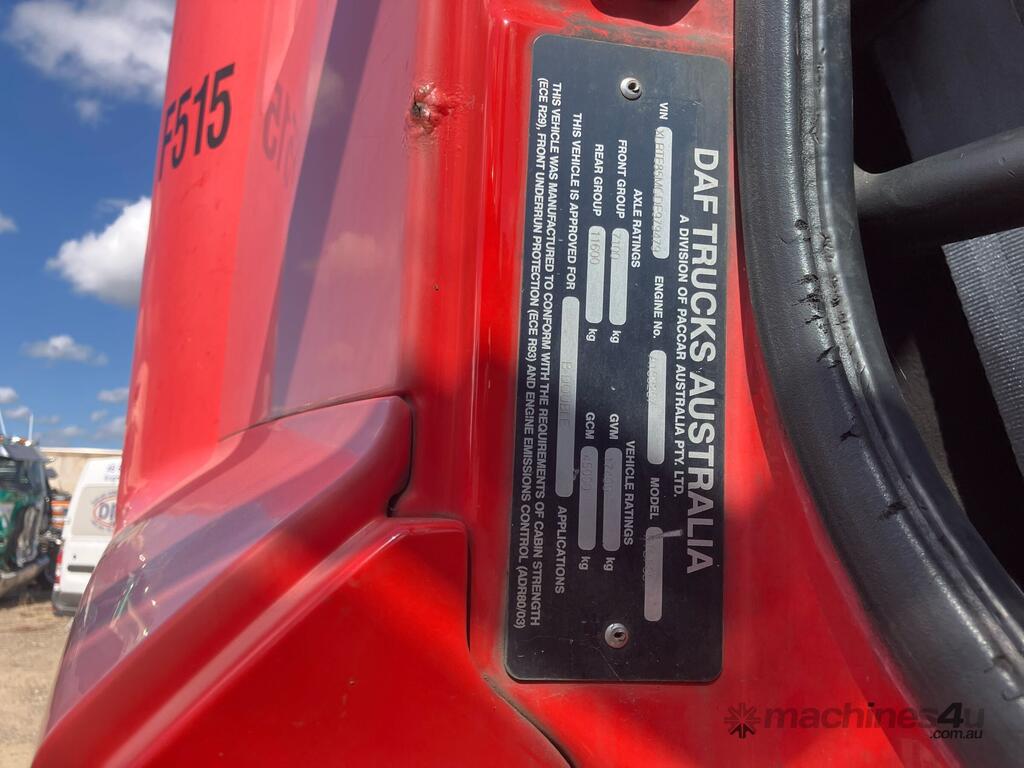 F515
DAF TRUCKS AUSTRALIA
A DIVISION OF PACCAR AUSTRALIA PTY. LTD.
VIN ENGINE No. MODEL
AXLE RATINGS VEHICLE RATINGS
FRONT GROUP kg GVM kg
REAR GROUP 11600 kg GCM kg
THIS VEHICLE IS APPROVED FOR APPLICATIONS
THIS VEHICLE WAS MANUFACTURED TO CONFORM WITH THE REQUIREMENTS OF CABIN STRENGTH
(ECE R29), FRONT UNDERRUN PROTECTION (ECE R93) AND ENGINE EMISSIONS CONTROL (ADR80/03)
machines4u
.com.au